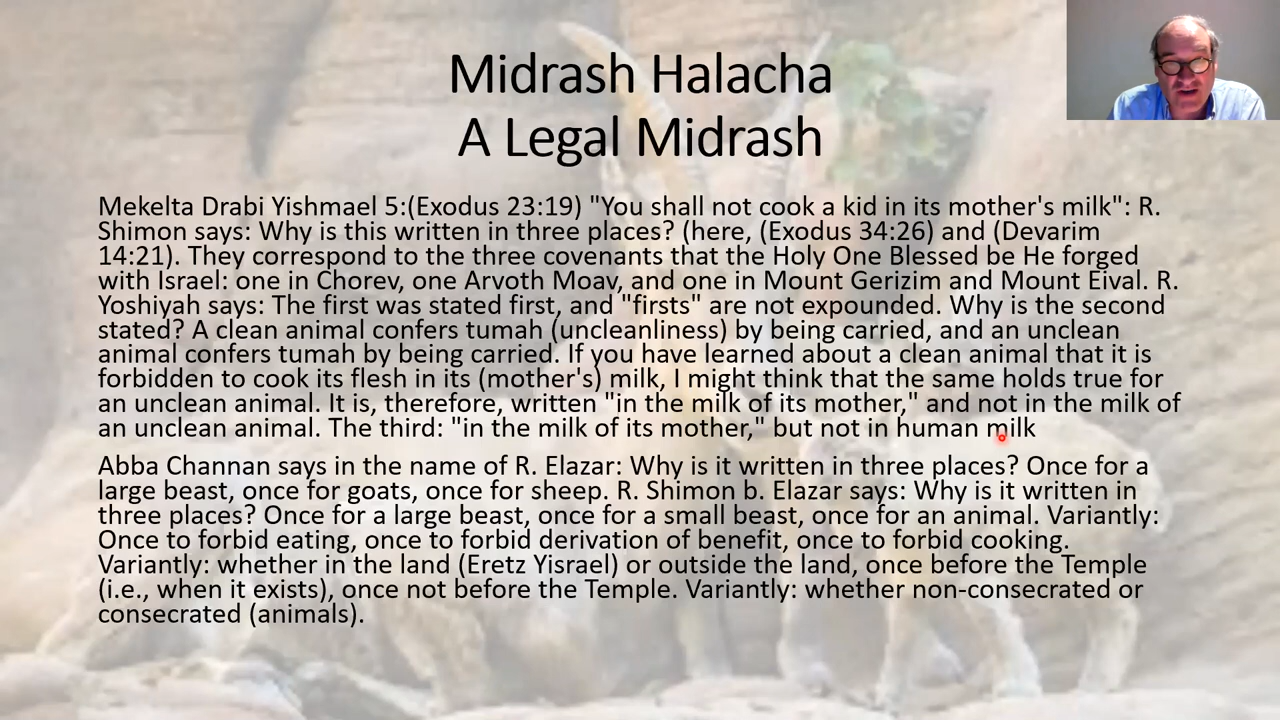 Midrash Halacha
A Legal Midrash
Mekelta Drabi Yishmael 5:(Exodus 23:19) "You shall not cook a kid in its mother's milk": R.
Shimon says: Why is this written in three places? (here, (Exodus 34:26) and (Devarim
14:21). They correspond to the three covenants that the Holy One Blessed be He forged
with Israel: one in Chorev, one Arvoth Moav, and one in Mount Gerizim and Mount Eival. R.
Yoshiyah says: The first was stated first, and "firsts" are not expounded. Why is the second
stated? A clean animal confers tumah (uncleanliness) by being carried, and an unclean
animal confers tumah by being carried. If you have learned about a clean animal that it is
forbidden to cook its flesh in its (mother's) milk, I might think that the same holds true for
an unclean animal. It is, therefore, written "in the milk of its mother," and not in the milk of
an unclean animal. The third: "in the milk of its mother," but not in human milk
Abba Channan says in the name of R. Elazar: Why is it written in three places? Once for a
large beast, once for goats, once for sheep. R. Shimon b. Elazar says: Why is it written in
three places? Once for a large beast, once for a small beast, once for an animal. Variantly:
Once to forbid eating, once to forbid derivation of benefit, once to forbid cooking.
Variantly: whether in the land (Eretz Yisrael) or outside the land, once before the Temple
(i.e., when it exists), once not before the Temple. Variantly: whether non-consecrated or
consecrated (animals).